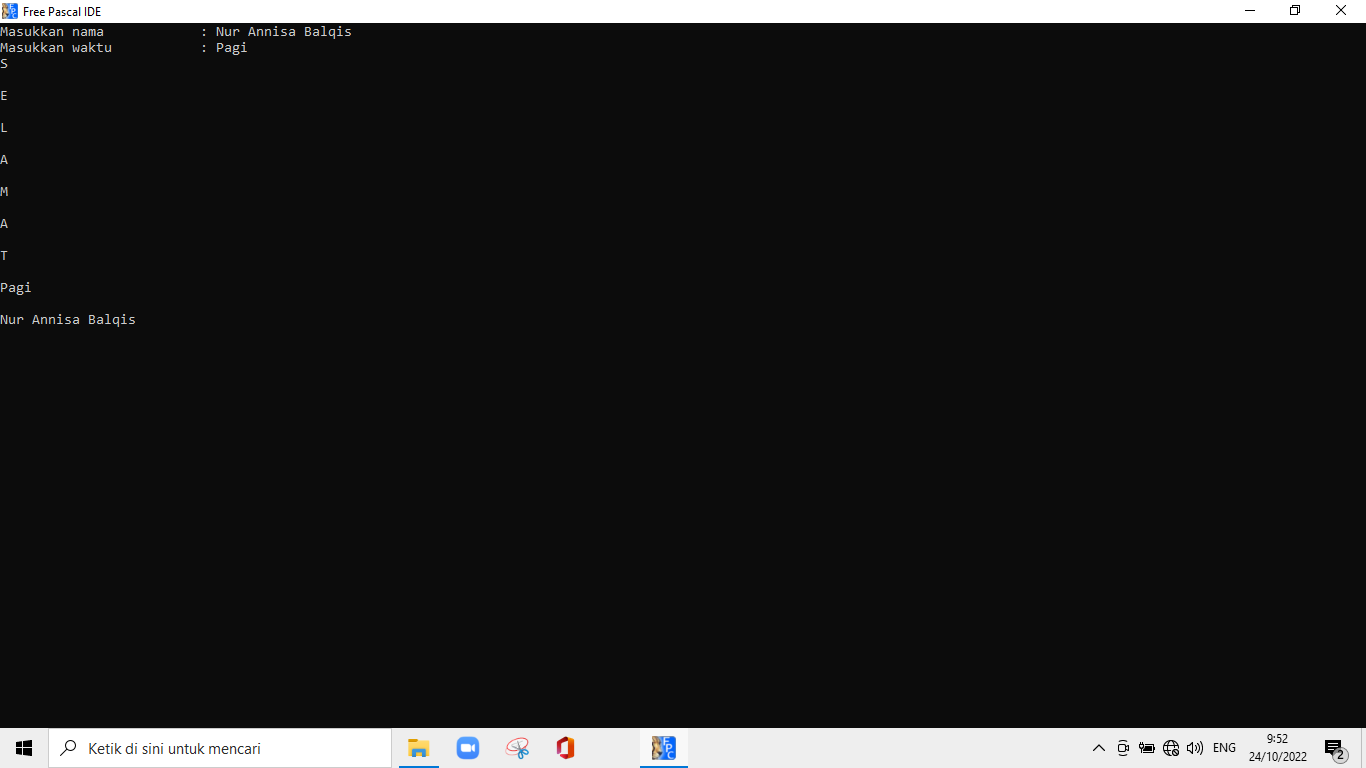 Free Pascal IDE
Masukkan nama : Nur Annisa Balqis
Masukkan waktu : Pagi
S
E
L
A
M
A
T
Pagi
Nur Annisa Balqis
Ketik di sini untuk mencari
FPC
ENG
9:52
24/10/2022
2